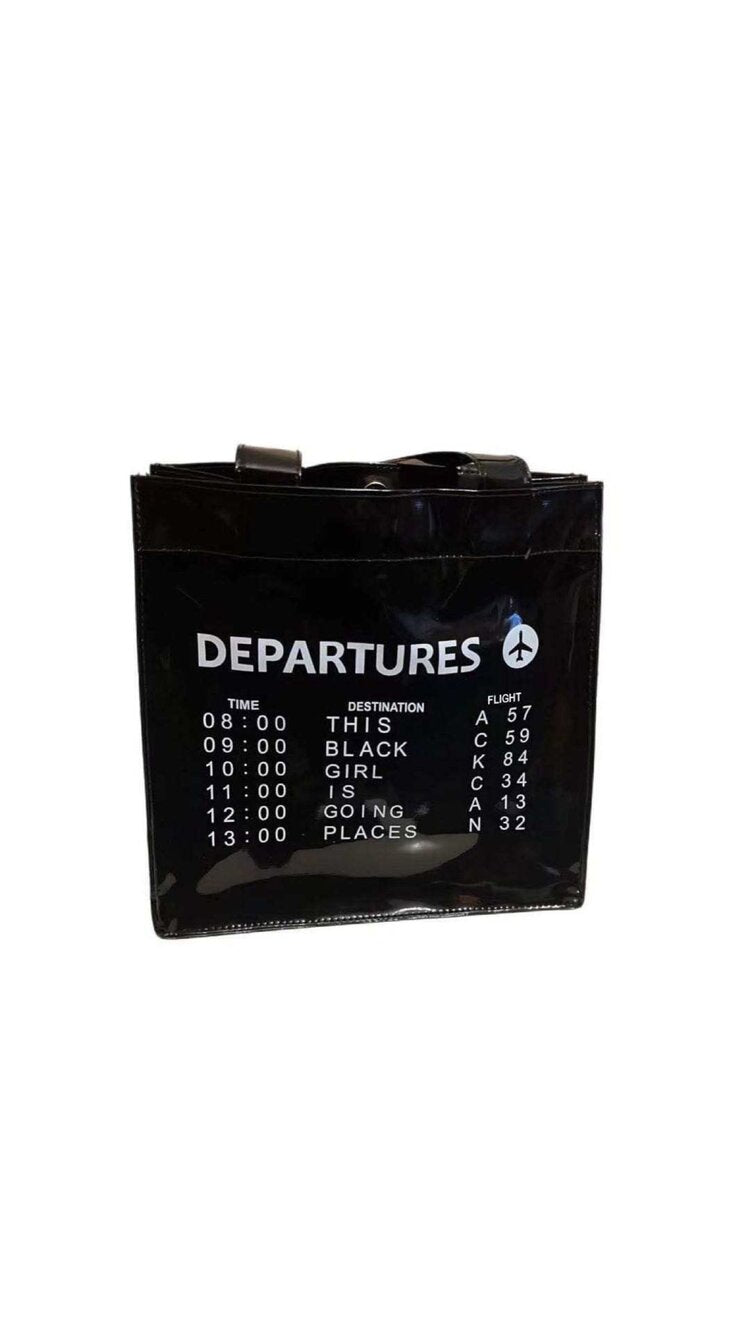 DEPARTURES
TIME DESTINATION FLIGHT
08:00 THIS A 57
09:00 BLACK C 59
10:00 GIRL K 84
11:00 IS C 34
12:00 GOING A 13
13:00 PLACES N 32